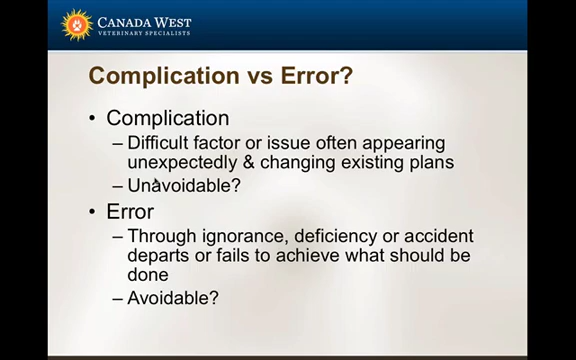 CANADA WEST
VETERINARY SPECIALISTS
Complication vs Error?
• Complication
– Difficult factor or issue often appearing
unexpectedly & changing existing plans
– Unavoidable?
• Error
– Through ignorance, deficiency or accident
departs or fails to achieve what should be
done
– Avoidable?